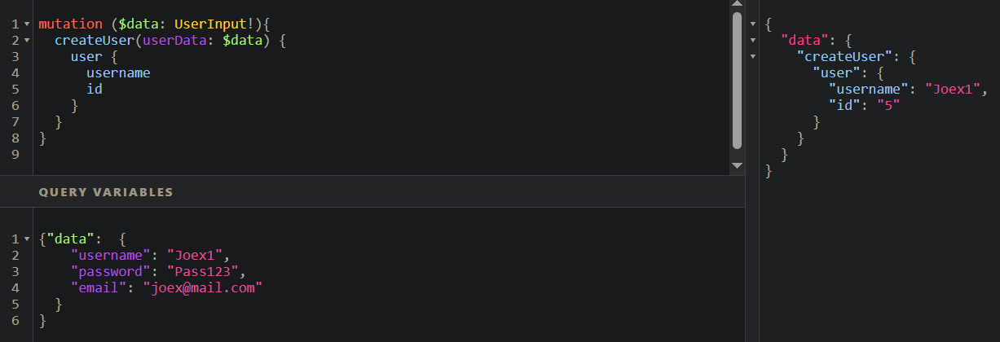 1 mutation ($data: UserInput!){
2   createUser(userData: $data) {
3     user {
4       username
5       id
6     }
7   }
8 }
9
QUERY VARIABLES
1 {"data":  {
2     "username": "Joex1",
3     "password": "Pass123",
4     "email": "joex@mail.com"
5   }
6 }
{
  "data": {
    "createUser": {
      "user": {
        "username": "Joex1",
        "id": "5"
      }
    }
  }
}